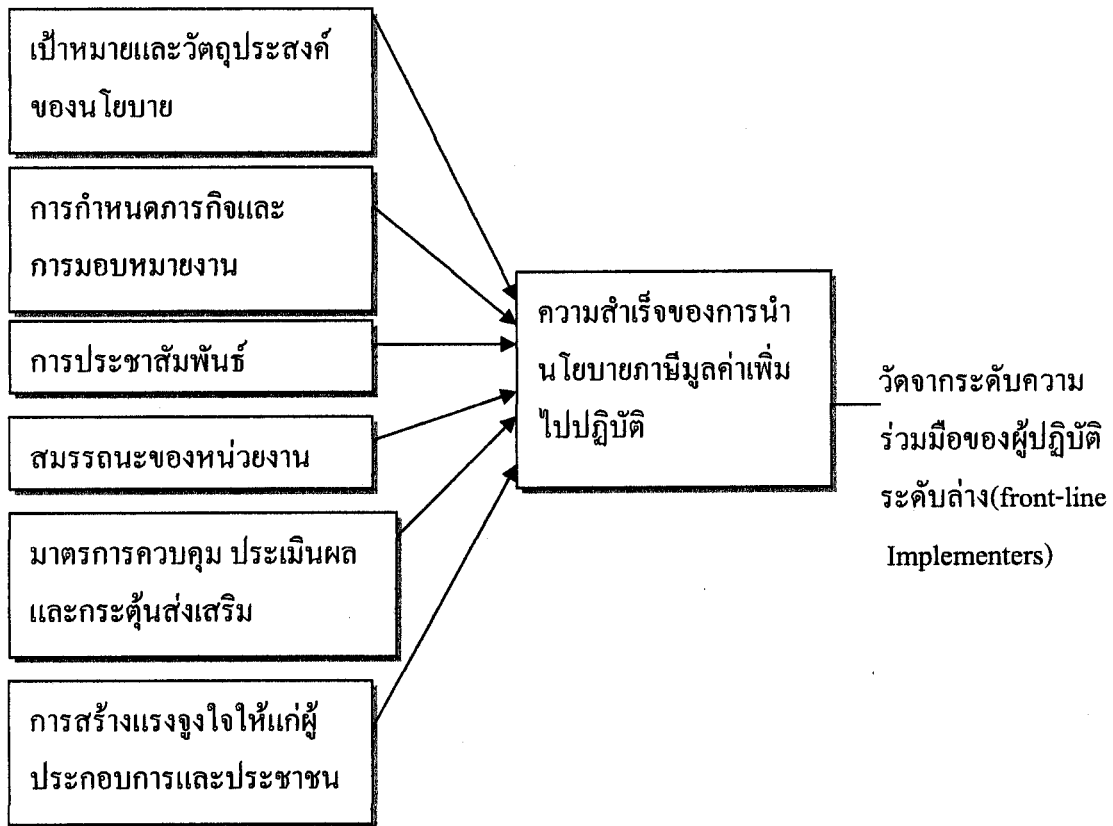 เป้าหมายและวัตถุประสงค์
ของนโยบาย
การกำหนดภารกิจและ
การมอบหมายงาน
การประชาสัมพันธ์
สมรรถนะของหน่วยงาน
มาตรการควบคุม ประเมินผล
และกระตุ้นส่งเสริม
การสร้างแรงจูงใจให้แก่ผู้
ประกอบการและประชาชน
ความสำเร็จของการนำ
นโยบายภาษีมูลค่าเพิ่ม
ไปปฏิบัติ
วัดจากระดับความ
ร่วมมือของผู้ปฏิบัติ
ระดับล่าง(front-line
Implementers)